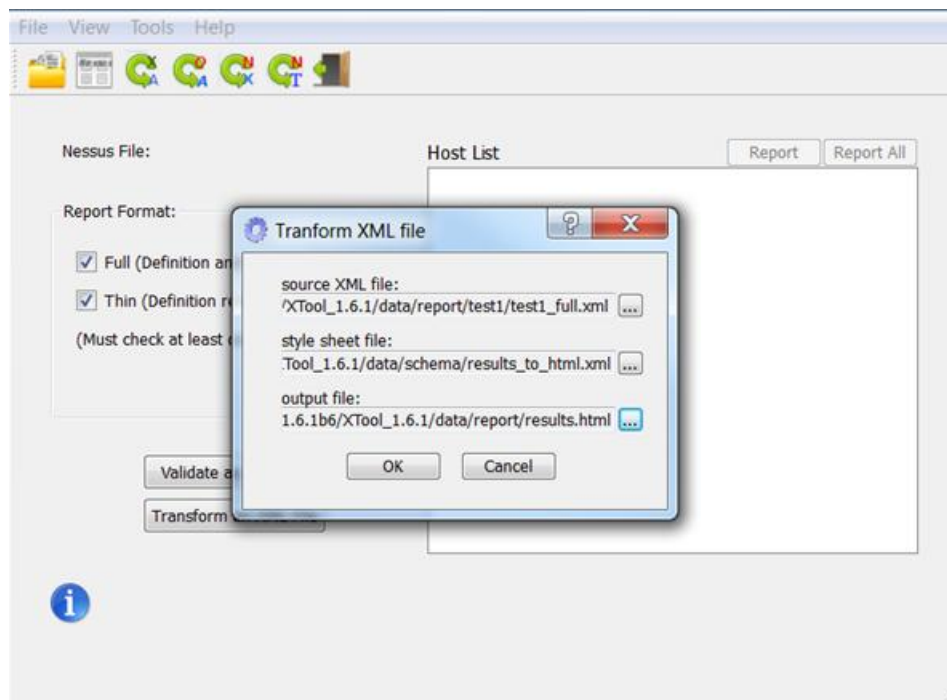 File View Tools Help
X A O A N X N T
Nessus File:
Host List
Report Report All
Report Format:
Full (Definition an
Thin (Definition re
(Must check at least
Tranform XML file
source XML file:
/XTool_1.6.1/data/report/test1/test1_full.xml ...
style sheet file:
.Tool_1.6.1/data/schema/results_to_html.xml ...
output file:
1.6.1b6/XTool_1.6.1/data/report/results.html ...
OK Cancel
Validate a
Transform